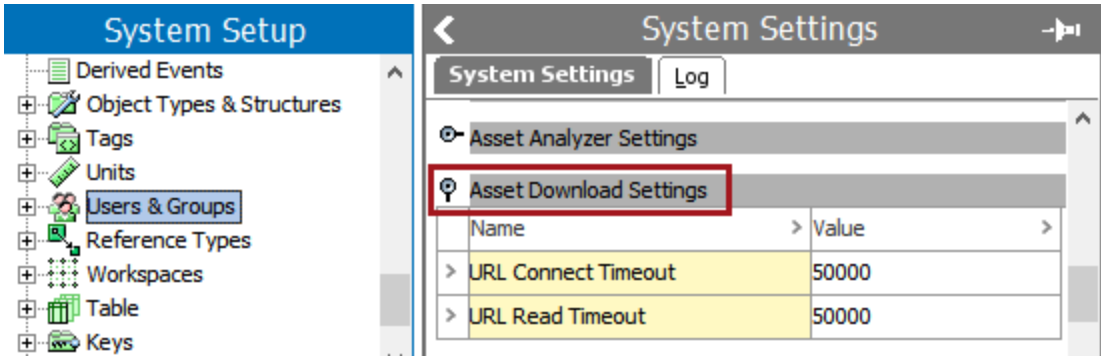 System Setup
Derived Events
Object Types & Structures
Tags
Units
Users & Groups
Reference Types
Workspaces
Table
Keys
System Settings
System Settings Log
Asset Analyzer Settings
Asset Download Settings
Name > Value >
> URL Connect Timeout 50000
> URL Read Timeout 50000